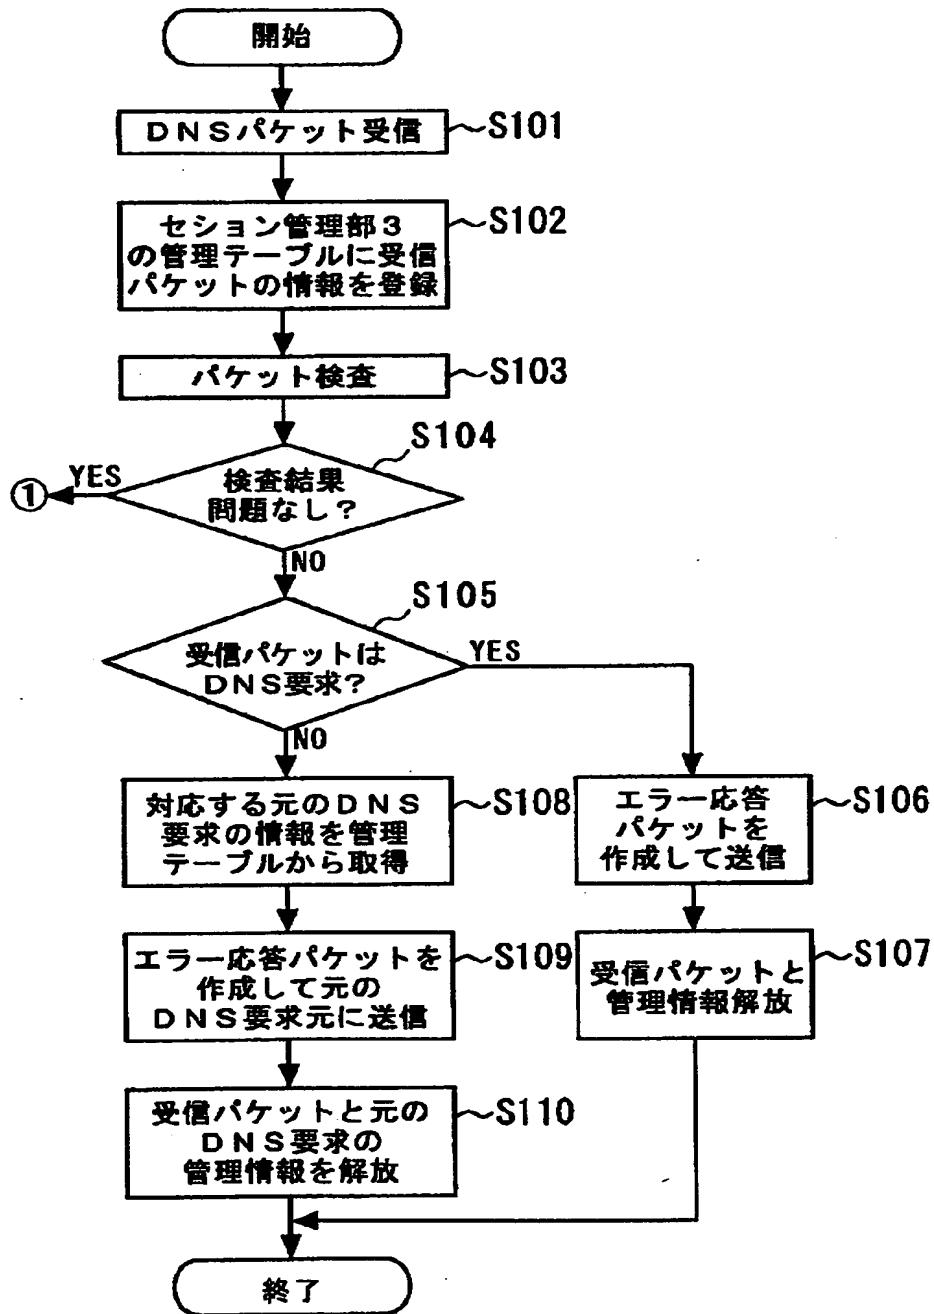 開始
DNSパケット受信
S101
セション管理部3
の管理テーブルに受信
パケットの情報を登録
S102
パケット検査
S103
S104
検査結果
問題なし?
YES
①
NO
S105
受信パケットは
DNS要求?
YES
NO
対応する元のDNS
要求の情報を管理
テーブルから取得
S108
エラー応答
パケットを
作成して送信
S106
エラー応答パケットを
作成して元の
DNS要求元に送信
S109
受信パケットと
管理情報解放
S107
受信パケットと元の
DNS要求の
管理情報を解放
S110
終了